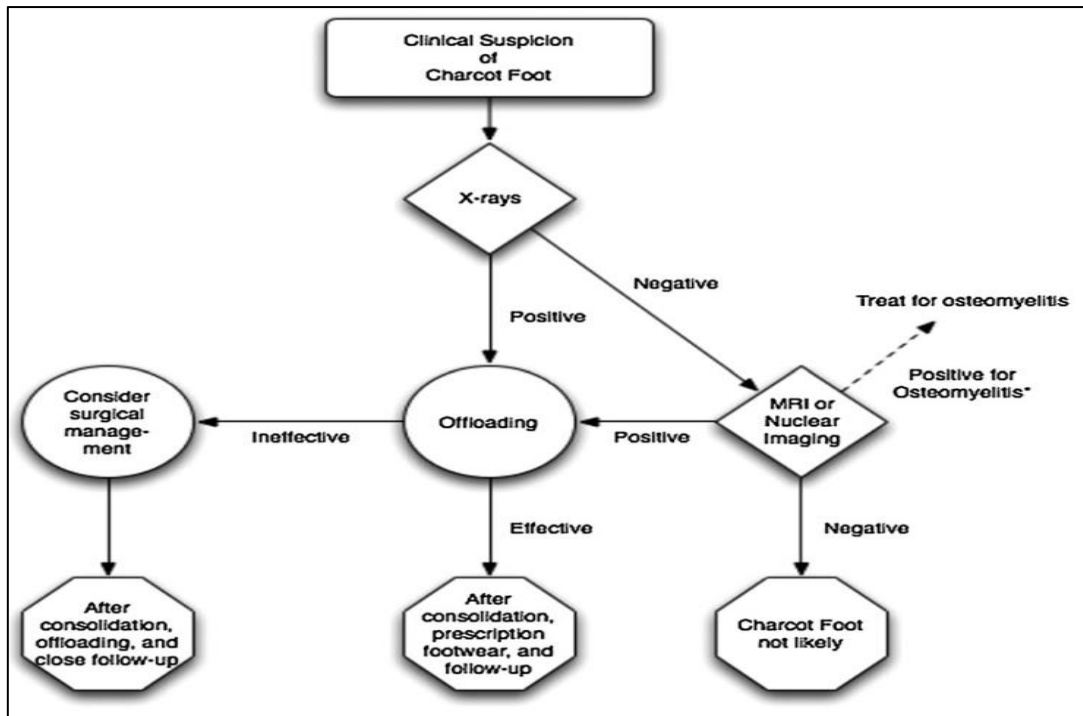 Clinical Suspicion
of
Charcot Foot
X-rays
Negative
Positive
Treat for osteomyelitis
Positive for
Osteomyelitis*
Consider
surgical
manage-
ment
Ineffective
Offloading
Positive
MRI or
Nuclear
Imaging
Effective
Negative
After
consolidation,
offloading, and
close follow-up
After
consolidation,
prescription
footwear, and
follow-up
Charcot Foot
not likely